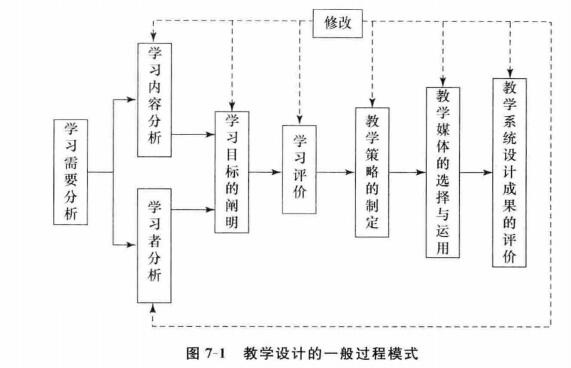 修改
学习需要分析
学习内容分析
学习者分析
学习目标的阐明
学习评价
教学策略的制定
教学媒体的选择与运用
教学系统设计成果的评价
图 7-1 教学设计的一般过程模式